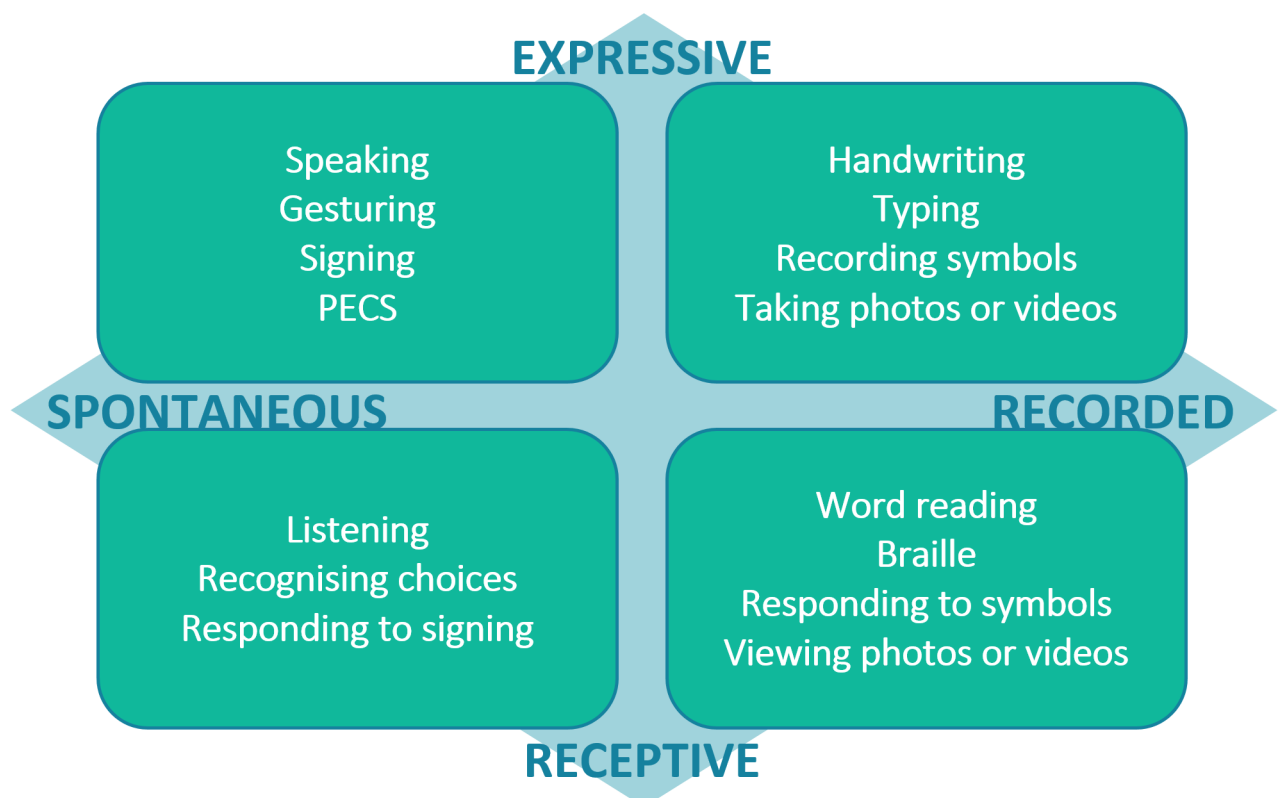 EXPRESSIVE
Speaking
Gesturing
Signing
PECS
Handwriting
Typing
Recording symbols
Taking photos or videos
SPONTANEOUS
RECORDED
Listening
Recognising choices
Responding to signing
Word reading
Braille
Responding to symbols
Viewing photos or videos
RECEPTIVE